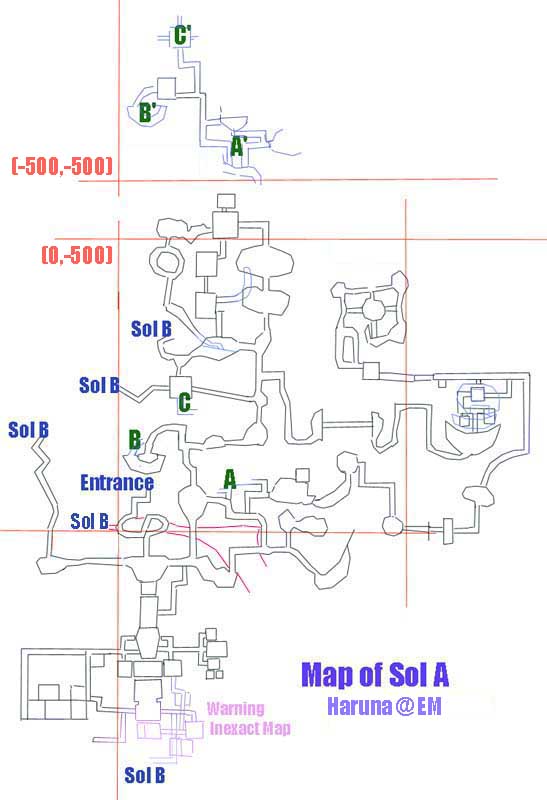 C'
B'
A'
(-500,-500)
(0,-500)
Sol B
Sol B
C
Sol B
B
A
Entrance
Sol B
Map of Sol A
Haruna @ EM
Warning
Inexact Map
Sol B